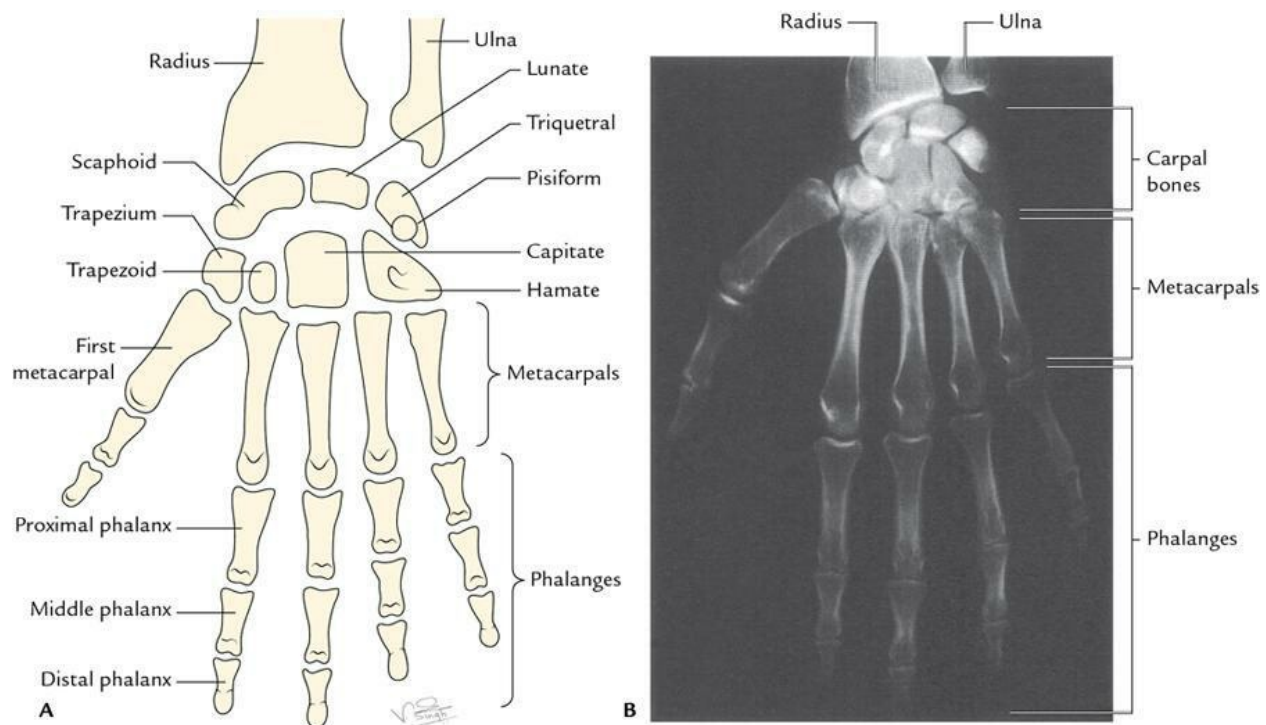 Radius
Ulna
Lunate
Triquetral
Scaphoid
Pisiform
Trapezium
Capitate
Trapezoid
Hamate
First
metacarpal
Metacarpals
Proximal phalanx
Phalanges
Middle phalanx
Distal phalanx
A
Singh
Radius
Ulna
Carpal
bones
Metacarpals
Phalanges
B